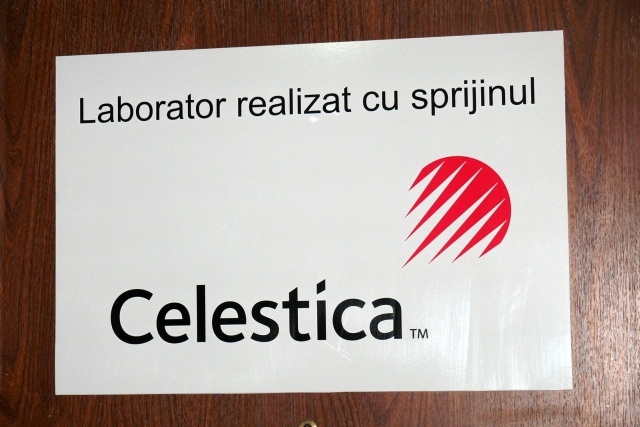 Laborator realizat cu sprijinul
Celestica™